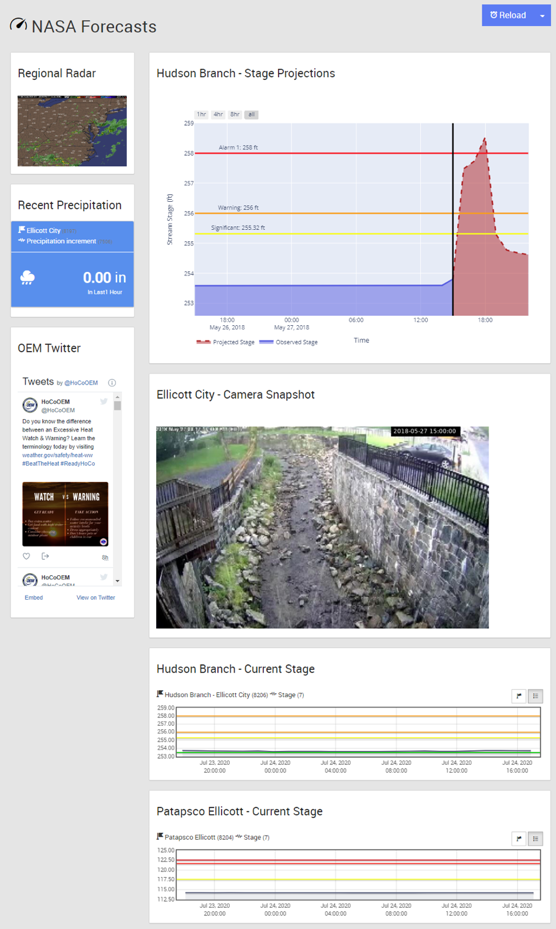 NASA Forecasts
Reload
Regional Radar
Recent Precipitation
Ellicott City
Precipitation increment
0.00 in
In Last 1 Hour
OEM Twitter
Tweets by @HoCoOEM
HoCoOEM
@HoCoOEM
Do you know the difference
between an Excessive Heat
Watch & Warning? Learn the
terminology today by visiting
weather.gov/safety/heat-ww
#BeatTheHeat #ReadyHoCo
WATCH VS WARNING
GET READY
TAKE ACTION
HoCoOEM
@HoCoOEM
Embed
View on Twitter
Hudson Branch - Stage Projections
1hr 4hr 8hr all
Stream Stage (ft)
259
258
257
256
255
254
253
Alarm 1: 258 ft
Warning: 256 ft
Significant: 255.32 ft
18:00 00:00 06:00 12:00 18:00
May 26, 2018 May 27, 2018
Time
Projected Stage Observed Stage
Ellicott City - Camera Snapshot
2018-05-27 15:00:00
Hudson Branch - Current Stage
Hudson Branch - Ellicott City (8206) Stage (7)
259.00
258.00
257.00
256.00
255.00
254.00
253.00
Jul 23, 2020 Jul 24, 2020 Jul 24, 2020 Jul 24, 2020 Jul 24, 2020 Jul 24, 2020
20:00:00 00:00:00 04:00:00 08:00:00 12:00:00 16:00:00
Patapsco Ellicott - Current Stage
Patapsco Ellicott (8204) Stage (7)
125.00
122.50
120.00
117.50
115.00
112.50
Jul 23, 2020 Jul 24, 2020 Jul 24, 2020 Jul 24, 2020 Jul 24, 2020 Jul 24, 2020
20:00:00 00:00:00 04:00:00 08:00:00 12:00:00 16:00:00